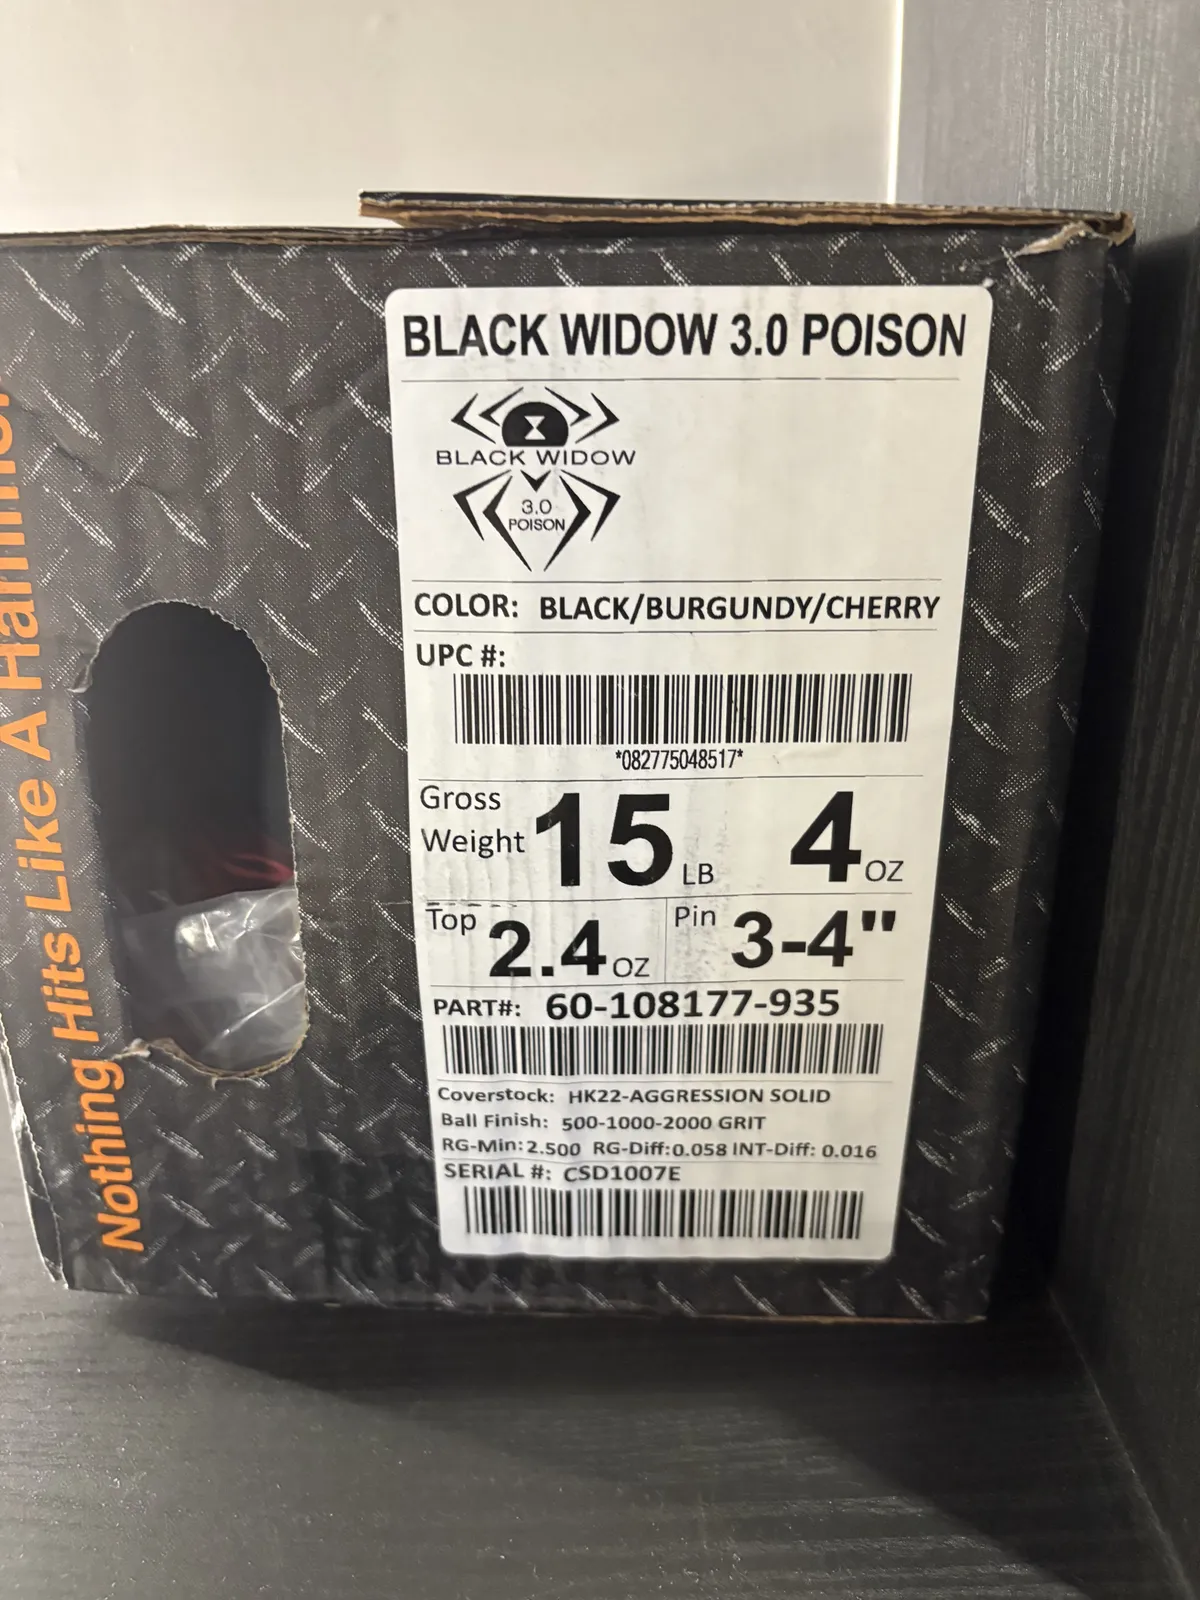 Nothing Hits Like A Hammer
BLACK WIDOW 3.0 POISON
BLACK WIDOW
3.0
POISON
COLOR: BLACK/BURGUNDY/CHERRY
UPC #:
*082775048517*
Gross
Weight 15 LB 4 OZ
Top 2.4 OZ Pin 3-4"
PART#: 60-108177-935
Coverstock: HK22-AGGRESSION SOLID
Ball Finish: 500-1000-2000 GRIT
RG-Min: 2.500 RG-Diff: 0.058 INT-Diff: 0.016
SERIAL #: CSD1007E